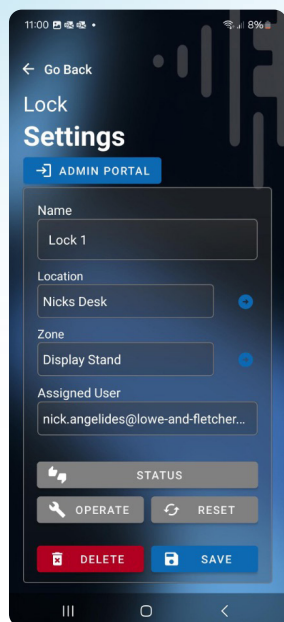 11:00
8%
Go Back
Lock
Settings
ADMIN PORTAL
Name
Lock 1
Location
Nicks Desk
Zone
Display Stand
Assigned User
nick.angelides@lowe-and-fletcher...
STATUS
OPERATE
RESET
DELETE
SAVE